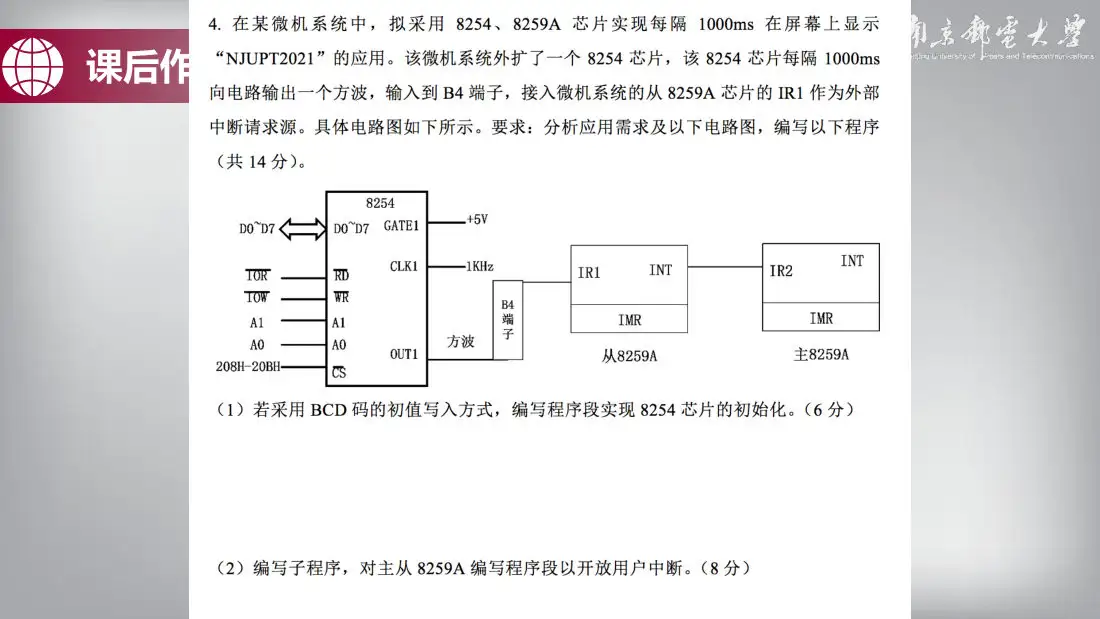 课后作
南京邮电大学
University of Posts and Telecommunications
4. 在某微机系统中，拟采用 8254、8259A 芯片实现每隔 1000ms 在屏幕上显示
“NJUPT2021”的应用。该微机系统外扩了一个 8254 芯片，该 8254 芯片每隔 1000ms
向电路输出一个方波，输入到 B4 端子，接入微机系统的从 8259A 芯片的 IR1 作为外部
中断请求源。具体电路图如下所示。要求：分析应用需求及以下电路图，编写以下程序
（共 14 分）。
8254
D0~D7
D0~D7
GATE1
+5V
CLK1
1KHz
IOR
RD
IOW
WR
A1
A1
A0
A0
OUT1
方波
208H-20BH
CS
B4
端
子
IR1
INT
IMR
从8259A
IR2
INT
IMR
主8259A
（1）若采用 BCD 码的初值写入方式，编写程序段实现 8254 芯片的初始化。（6 分）
（2）编写子程序，对主从 8259A 编写程序段以开放用户中断。（8 分）